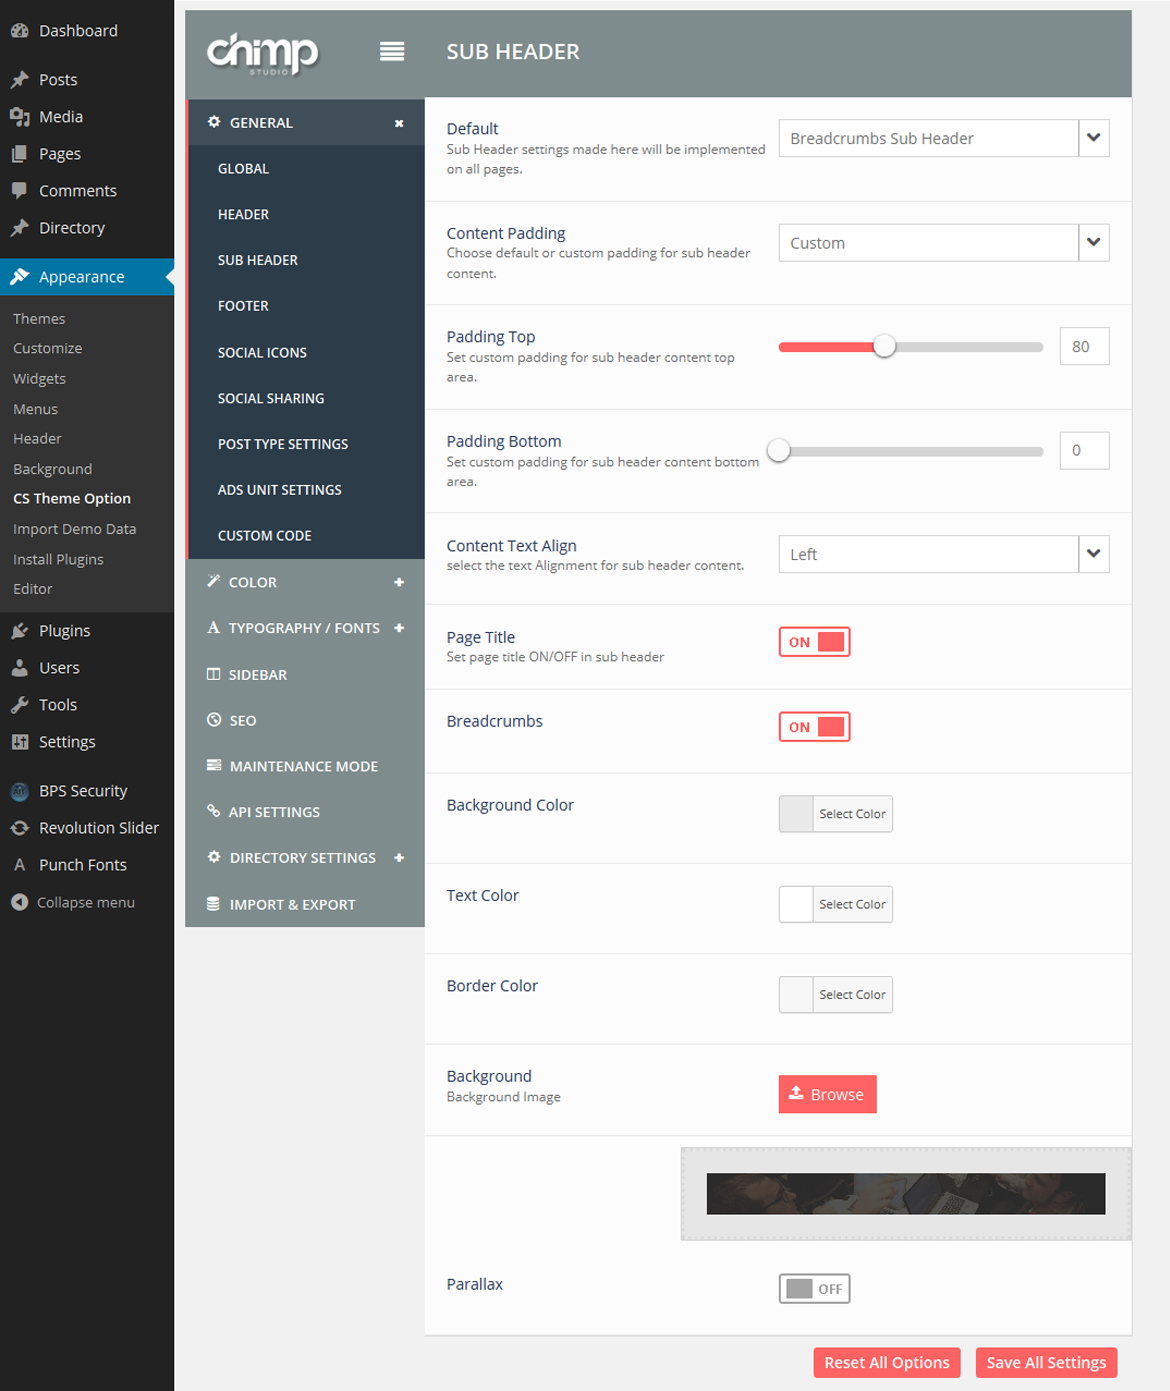 Dashboard
Posts
Media
Pages
Comments
Directory
Appearance
Themes
Customize
Widgets
Menus
Header
Background
CS Theme Option
Import Demo Data
Install Plugins
Editor
Plugins
Users
Tools
Settings
BPS Security
Revolution Slider
Punch Fonts
Collapse menu
chimp
STUDIO
GENERAL
GLOBAL
HEADER
SUB HEADER
FOOTER
SOCIAL ICONS
SOCIAL SHARING
POST TYPE SETTINGS
ADS UNIT SETTINGS
CUSTOM CODE
COLOR
TYPOGRAPHY / FONTS
SIDEBAR
SEO
MAINTENANCE MODE
API SETTINGS
DIRECTORY SETTINGS
IMPORT & EXPORT
SUB HEADER
Default
Sub Header settings made here will be implemented
on all pages.
Breadcrumbs Sub Header
Content Padding
Choose default or custom padding for sub header
content.
Custom
Padding Top
Set custom padding for sub header content top
area.
80
Padding Bottom
Set custom padding for sub header content bottom
area.
0
Content Text Align
select the text Alignment for sub header content.
Left
Page Title
Set page title ON/OFF in sub header
ON
Breadcrumbs
ON
Background Color
Select Color
Text Color
Select Color
Border Color
Select Color
Background
Background Image
Browse
Parallax
OFF
Reset All Options
Save All Settings